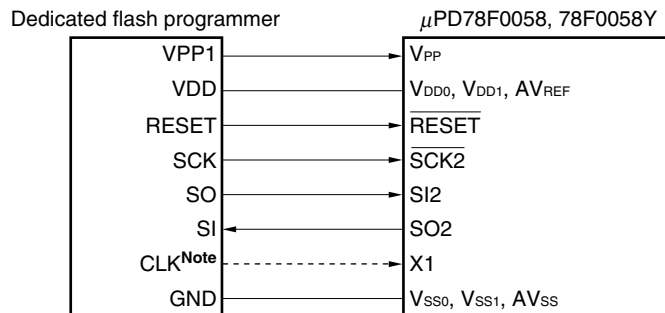 Dedicated flash programmer μPD78F0058, 78F0058Y
VPP1 VPP
VDD VDD0, VDD1, AVREF
RESET RESET
SCK SCK2
SO SI2
SI SO2
CLKNote X1
GND VSS0, VSS1, AVSS